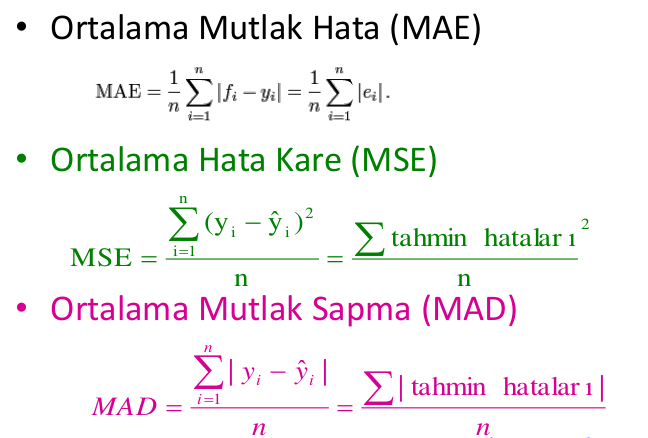 • Ortalama Mutlak Hata (MAE)
MAE = 1/n ∑_{i=1}^{n} |f_i − y_i| = 1/n ∑_{i=1}^{n} |e_i|.
• Ortalama Hata Kare (MSE)
MSE = ∑_{i=1}^{n} (y_i − ŷ_i)^2 / n = ∑ tahmin hataları^2 / n
• Ortalama Mutlak Sapma (MAD)
MAD = ∑_{i=1}^{n} | y_i − ŷ_i | / n = ∑ | tahmin hataları | / n